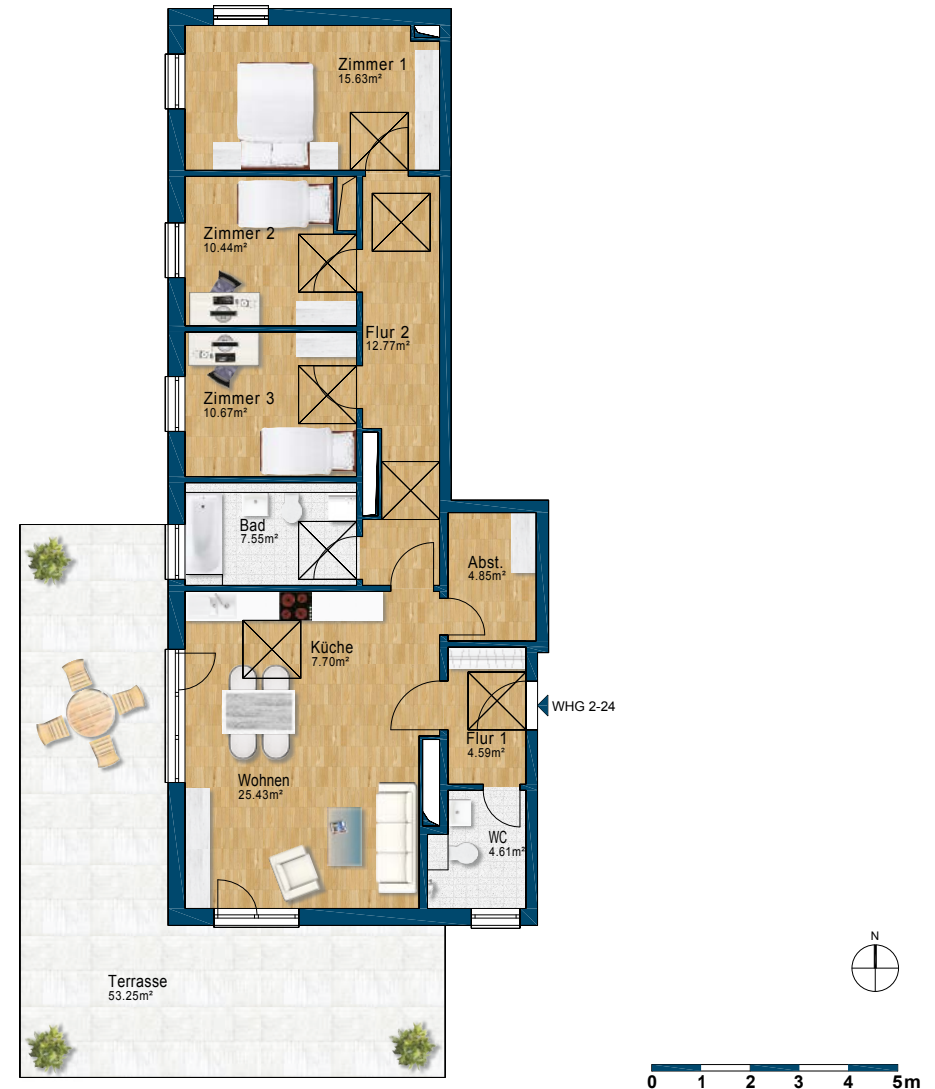 Zimmer 1
15.63m²
Zimmer 2
10.44m²
Flur 2
12.77m²
Zimmer 3
10.67m²
Bad
7.55m²
Abst.
4.85m²
Küche
7.70m²
WHG 2-24
Flur 1
4.59m²
Wohnen
25.43m²
WC
4.61m²
N
Terrasse
53.25m²
0 1 2 3 4 5m